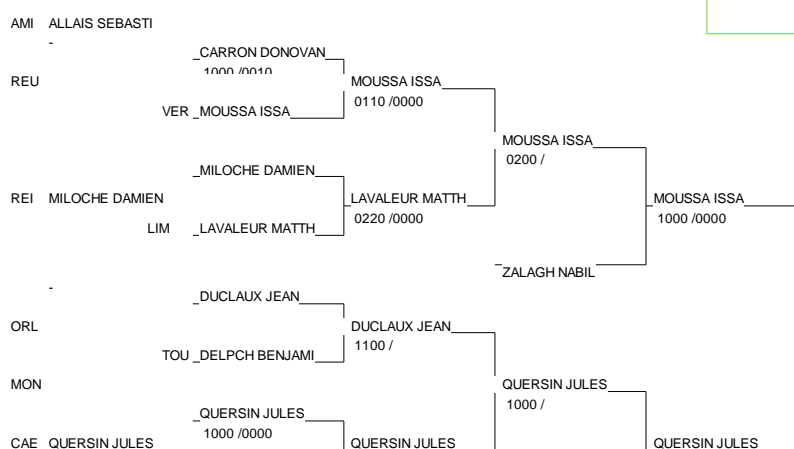 AMI ALLAIS SEBASTI
-
_CARRON DONOVAN
1000 /0010
REU MOUSSA ISSA
0110 /0000
VER _MOUSSA ISSA
MOUSSA ISSA
0200 /
_MILOCHE DAMIEN
REI MILOCHE DAMIEN LAVALEUR MATTH MOUSSA ISSA
0220 /0000 1000 /0000
LIM _LAVALEUR MATTH
ZALAGH NABIL
-
_DUCLAUX JEAN
ORL DUCLAUX JEAN
1100 /
TOU _DELPCH BENJAMI
MON QUERSIN JULES
1000 /
_QUERSIN JULES
1000 /0000
CAE QUERSIN JULES QUERSIN JULES QUERSIN JULES